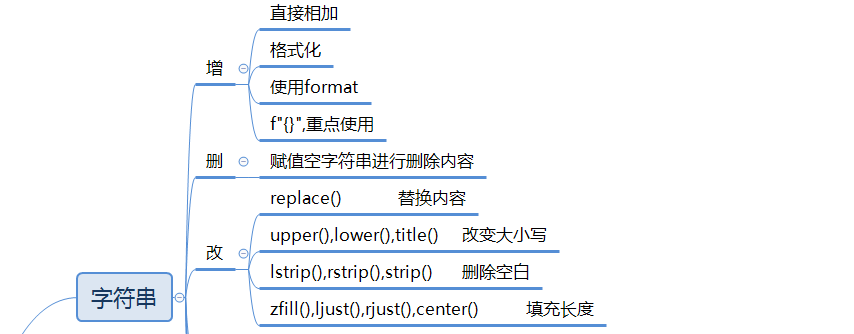 直接相加
格式化
增
使用format
f"{}",重点使用
删
赋值空字符串进行删除内容
replace() 替换内容
upper(),lower(),title() 改变大小写
改
lstrip(),rstrip(),strip() 删除空白
字符串
zfill(),ljust(),rjust(),center() 填充长度